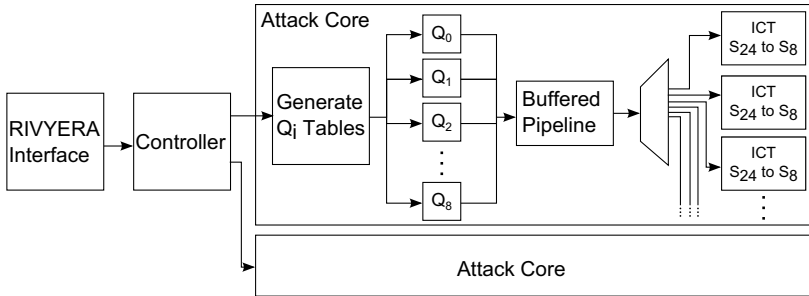 Attack Core
RIVYERA
Interface
Controller
Generate
Qi Tables
Q0
Q1
Q2
Q8
Buffered
Pipeline
ICT
S24 to S8
ICT
S24 to S8
ICT
S24 to S8
Attack Core